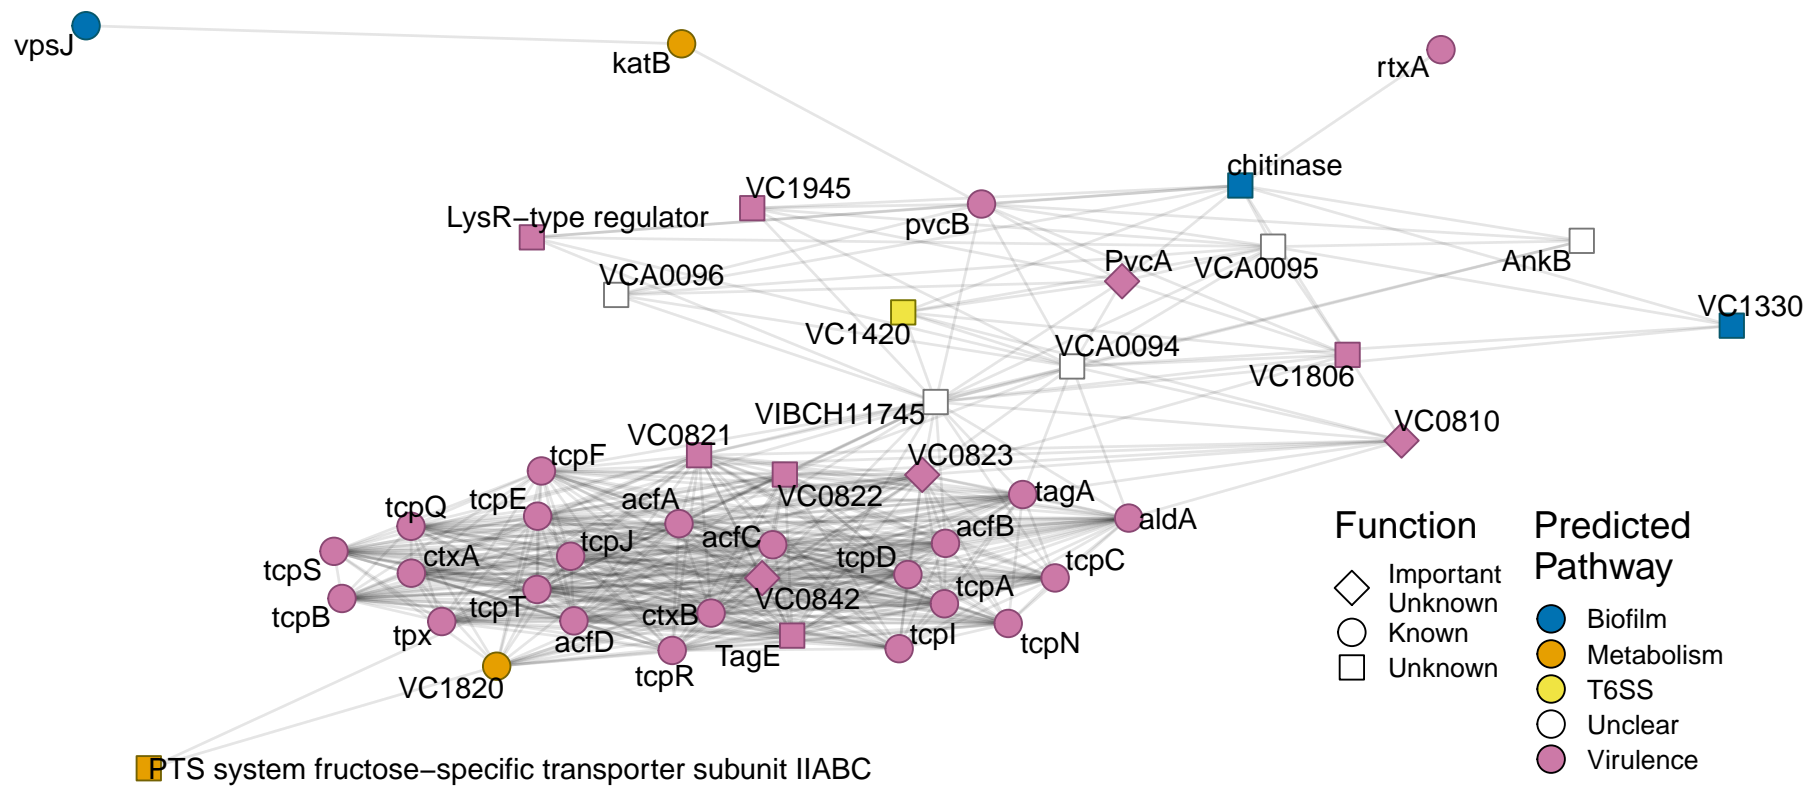 vpsJ
katB
rtxA
chitinase
VC1945
LysR−type regulator
pvcB
PvcA
VCA0095
AnkB
VCA0096
VC1330
VC1420
VCA0094
VC1806
VIBCH11745
VC0810
VC0821
tcpF
VC0823
tcpE
acfA
VC0822
tagA
tcpQ
aldA
acfB
acfC
tcpJ
ctxA
tcpD
tcpC
tcpS
tcpA
VC0842
tcpT
ctxB
tcpB
tpx
acfD
TagE
tcpI
tcpN
tcpR
VC1820
PTS system fructose−specific transporter subunit IIABC
Function
Important
Unknown
Known
Unknown
Predicted
Pathway
Biofilm
Metabolism
T6SS
Unclear
Virulence